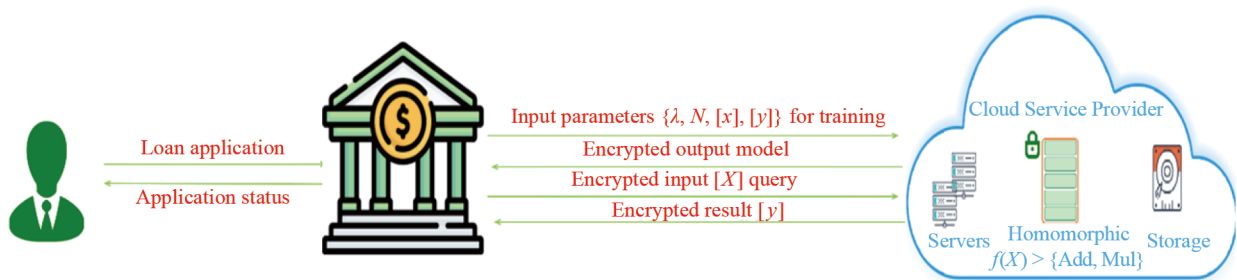 Loan application
Application status
$
Input parameters {λ, N, [x], [y]} for training
Encrypted output model
Encrypted input [X] query
Encrypted result [y]
Cloud Service Provider
Servers
Homomorphic
f(X) > {Add, Mul}
Storage